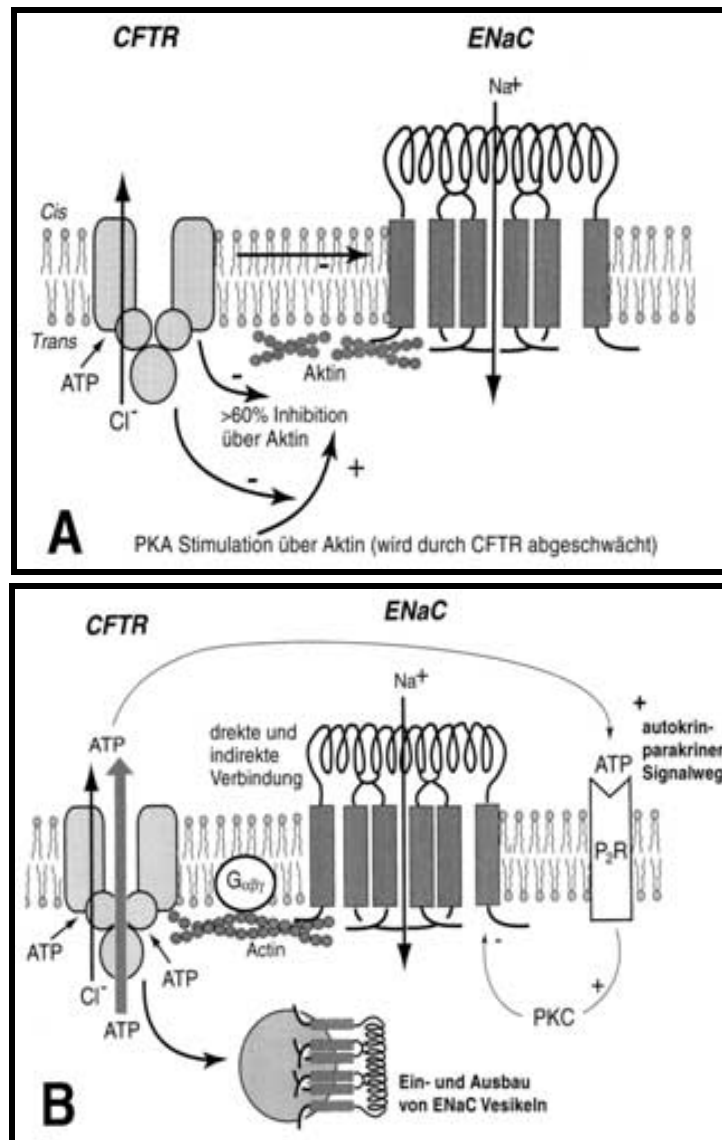 CFTR
ENaC
Na+
Cis
-
Trans
ATP
Aktin
-
Cl-
>60% Inhibition
über Aktin
-
+
A
PKA Stimulation über Aktin (wird durch CFTR abgeschwächt)
ENaC
CFTR
Na+
+
ATP
direkte und
indirekte
Verbindung
autokrin-
parakriner
Signalweg
ATP
P2R
Gαβγ
Actin
ATP
ATP
-
+
Cl-
ATP
PKC
Ein- und Ausbau
von ENaC Vesikeln
B